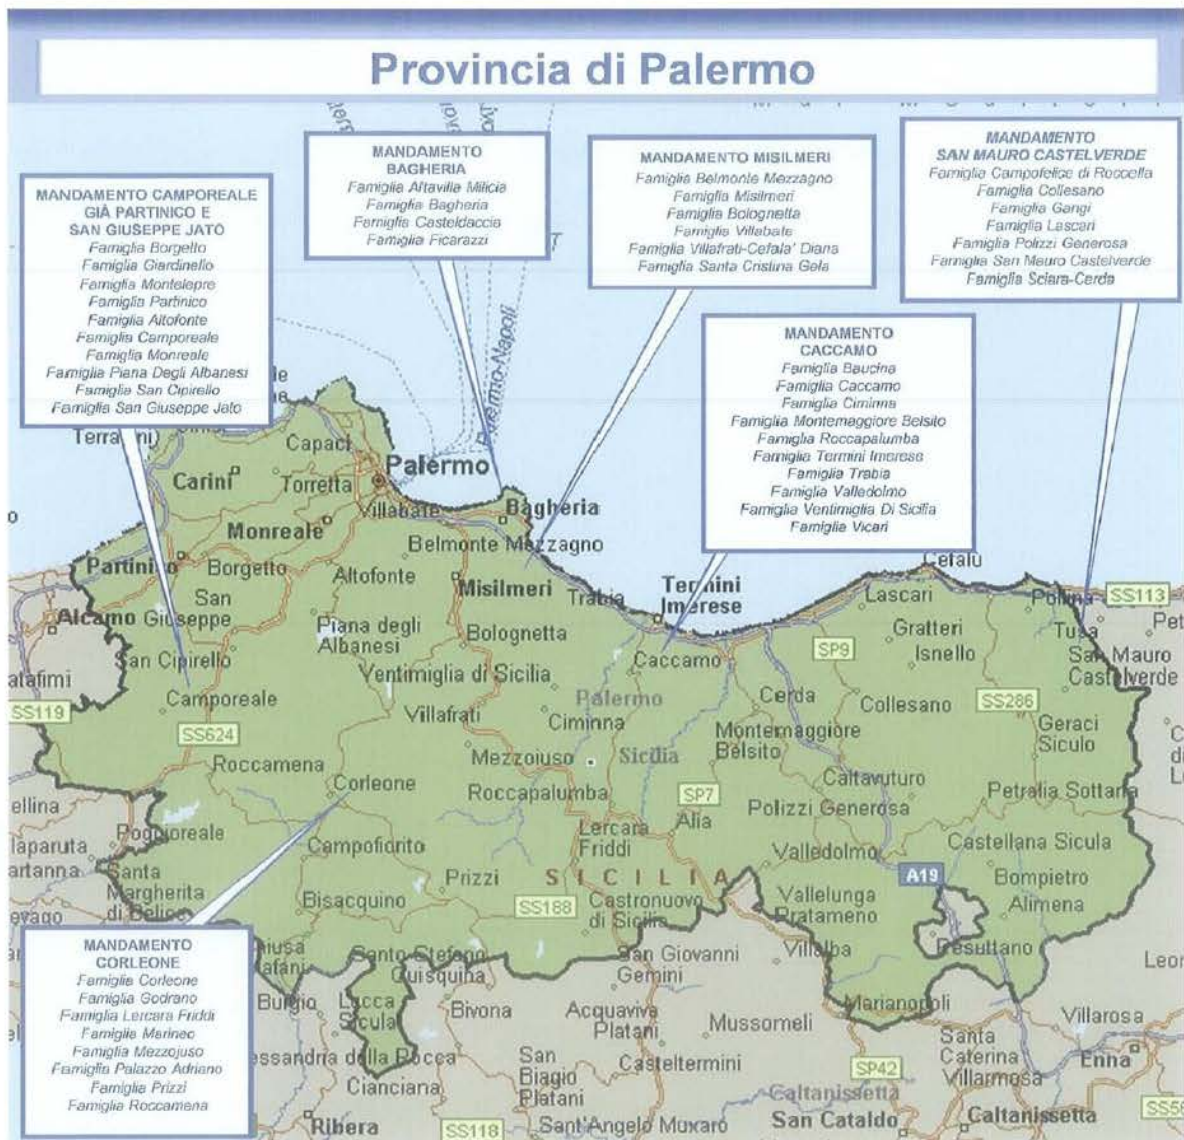 Provincia di Palermo
MANDAMENTO CAMPOREALE
GIÀ PARTINICO E
SAN GIUSEPPE JATO
Famiglia Borgetto
Famiglia Giardinello
Famiglia Montelepre
Famiglia Partinico
Famiglia Altofonte
Famiglia Camporeale
Famiglia Monreale
Famiglia Piana Degli Albanesi
Famiglia San Cipirello
Famiglia San Giuseppe Jato
MANDAMENTO
BAGHERIA
Famiglia Altavilla Milicia
Famiglia Bagheria
Famiglia Casteldaccia
Famiglia Ficarazzi
MANDAMENTO MISILMERI
Famiglia Belmonte Mezzagno
Famiglia Misilmeri
Famiglia Bolognetta
Famiglia Villabate
Famiglia Villafrati-Cefala' Diana
Famiglia Santa Cristina Gela
MANDAMENTO
SAN MAURO CASTELVERDE
Famiglia Campofelice di Roccella
Famiglia Collesano
Famiglia Gangi
Famiglia Lascari
Famiglia Polizzi Generosa
Famiglia San Mauro Castelverde
Famiglia Sciara-Cerda
MANDAMENTO
CACCAMO
Famiglia Baucina
Famiglia Caccamo
Famiglia Ciminna
Famiglia Montemaggiore Belsito
Famiglia Roccapalumba
Famiglia Termini Imerese
Famiglia Trabia
Famiglia Valledolmo
Famiglia Ventimiglia Di Sicilia
Famiglia Vicari
MANDAMENTO
CORLEONE
Famiglia Corleone
Famiglia Godrano
Famiglia Lercara Friddi
Famiglia Marineo
Famiglia Mezzojuso
Famiglia Palazzo Adriano
Famiglia Prizzi
Famiglia Roccamena
Palermo-Napoli
Capaci
Palermo
Carini
Torretta
Villabate
Bagheria
Monreale
Belmonte Mezzagno
Cefalù
Partinico
Borgetto
Altofonte
Misilmeri
Trabia
Termini
Imerese
Lascari
Pollina
SS113
Alcamo
San
Giuseppe
Piana degli
Albanesi
Bolognetta
Gratteri
Isnello
Tusa
Pet
San Cipirello
Caccamo
SP9
San Mauro
Castelverde
atafimi
Ventimiglia di Sicilia
Camporeale
Palermo
Cerda
Collesano
SS286
SS119
Villafrati
Ciminna
Montemaggiore
Belsito
Geraci
Siculo
SS624
Mezzoiuso
Sicilia
Roccamena
Corleone
Roccapalumba
SP7
Caltavuturo
Petralia Sottana
ellina
Poggioreale
Alia
Polizzi Generosa
laparuta
Campofiorito
Lercara
Friddi
Valledolmo
Castellana Sicula
artanna
Santa
Margherita
di Belice
Prizzi
SICILIA
A19
Bompietro
Bisacquino
SS188
Castronuovo
di Sicilia
Vallelunga
Pratameno
Alimena
evago
Villalba
Resuttano
Santo Stefano
Quisquina
San Giovanni
Gemini
Leon
Burgio
Lucca
Sicula
Bivona
Acquaviva
Platani
Mussomeli
Marianopoli
Villarosa
essandria della Rocca
Cianciana
San
Biagio
Platani
Casteltermini
SP42
Santa
Caterina
Villarmosa
Enna
Caltanissetta
Ribera
SS118
Sant'Angelo Muxaro
San Cataldo
Caltanissetta